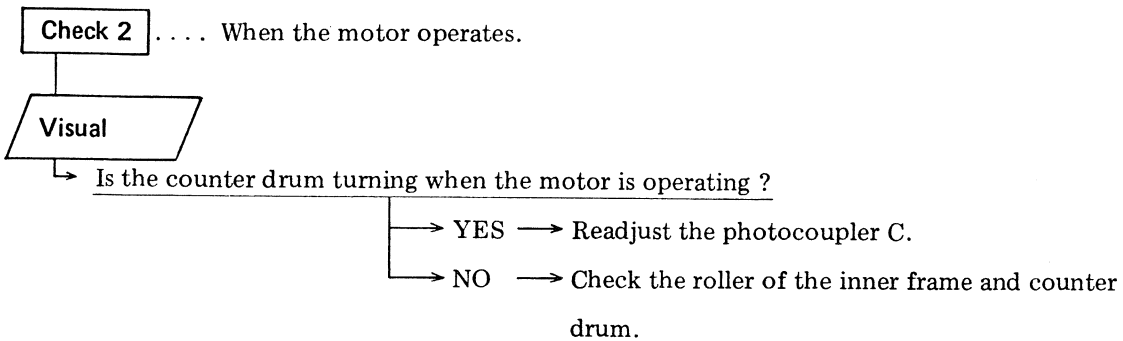 Check 2 .... When the motor operates.
Visual
Is the counter drum turning when the motor is operating ?
YES Readjust the photocoupler C.
NO Check the roller of the inner frame and counter
drum.